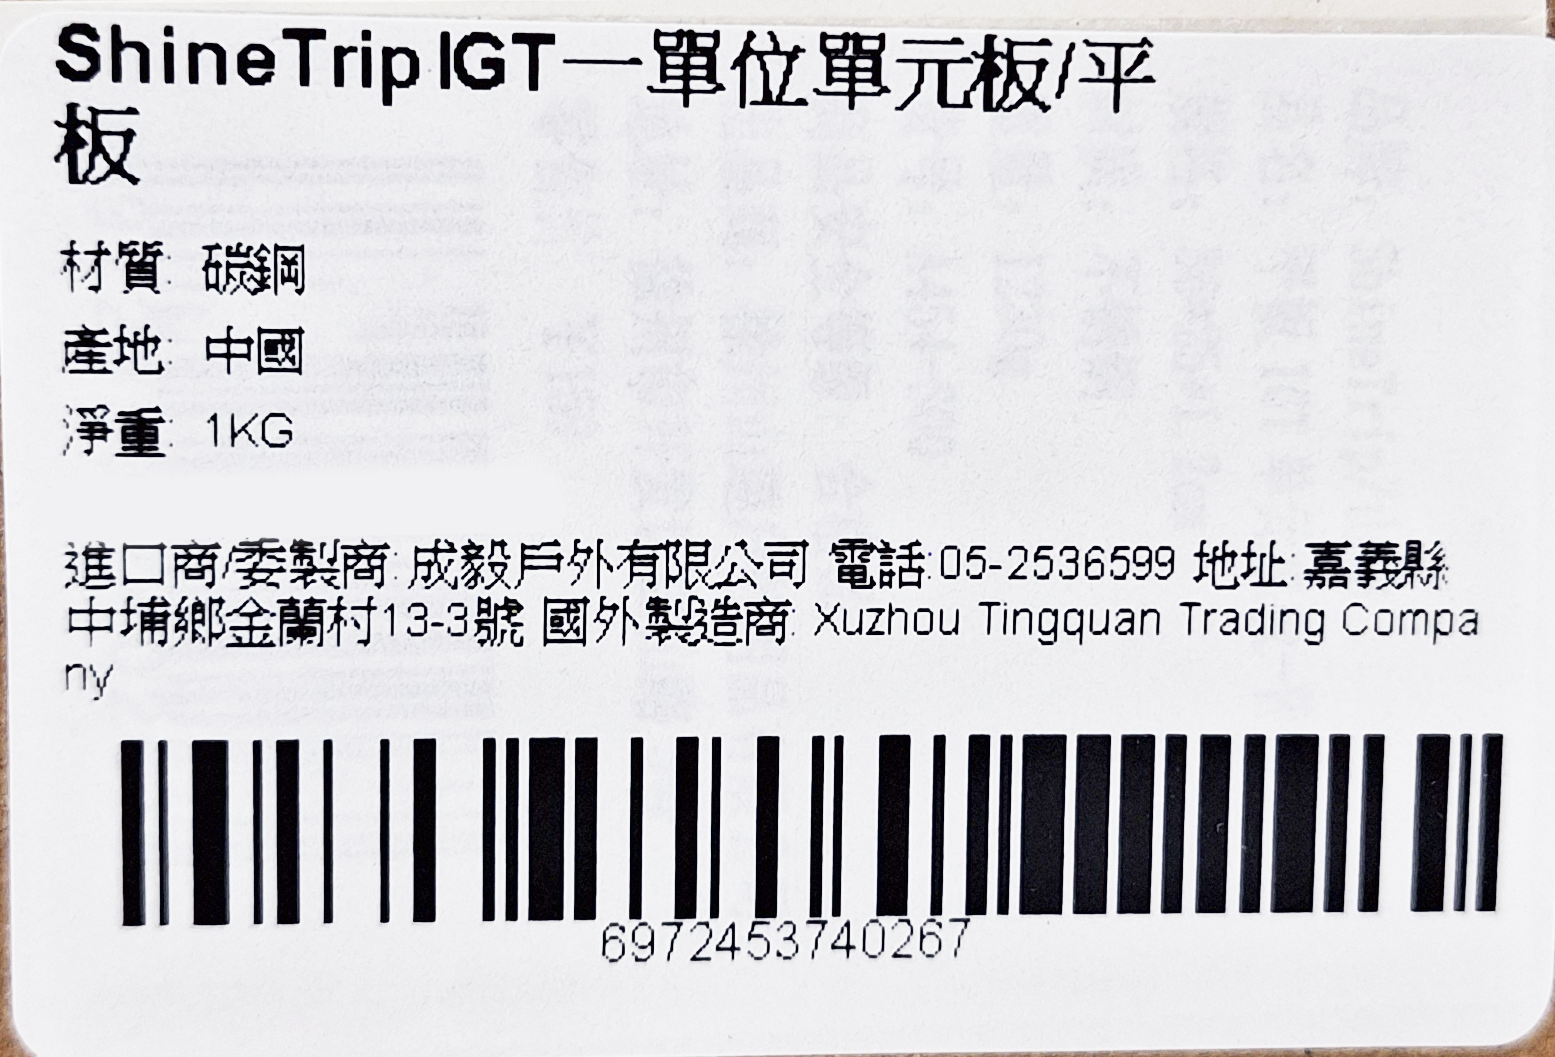 ShineTrip IGT一單位單元板/平
板
材質: 碳鋼
產地: 中國
淨重: 1KG
進口商/委製商:成毅戶外有限公司 電話:05-2536599 地址:嘉義縣
中埔鄉金蘭村13-3號 國外製造商: Xuzhou Tingquan Trading Compa
ny
6972453740267